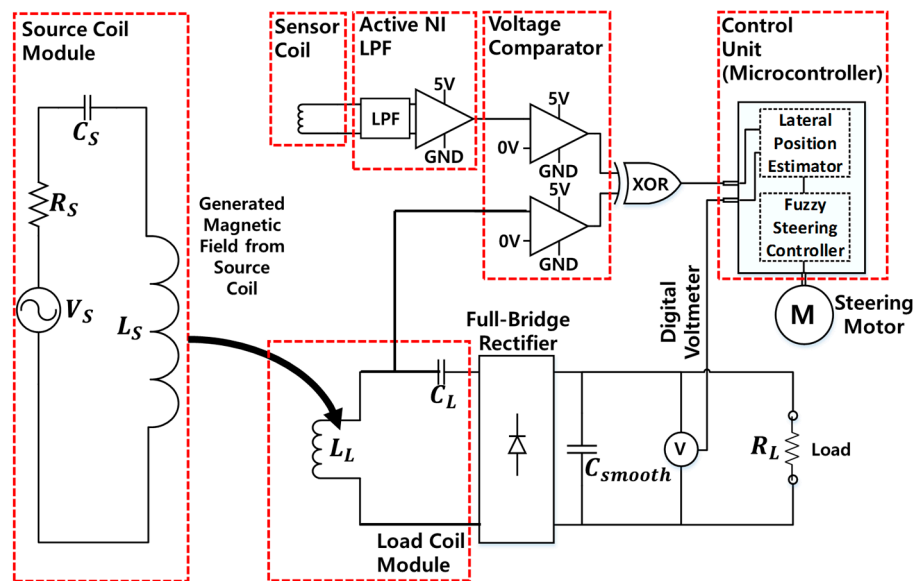 Source Coil
Module
C_S
R_S
V_S
L_S
Generated
Magnetic
Field from
Source
Coil
Sensor
Coil
Active NI
LPF
LPF
5V
GND
Voltage
Comparator
5V
0V
GND
5V
0V
GND
XOR
Control
Unit
(Microcontroller)
Lateral
Position
Estimator
Fuzzy
Steering
Controller
M
Steering
Motor
Digital
Voltmeter
Full-Bridge
Rectifier
C_L
L_L
Load Coil
Module
C_smooth
V
R_L
Load